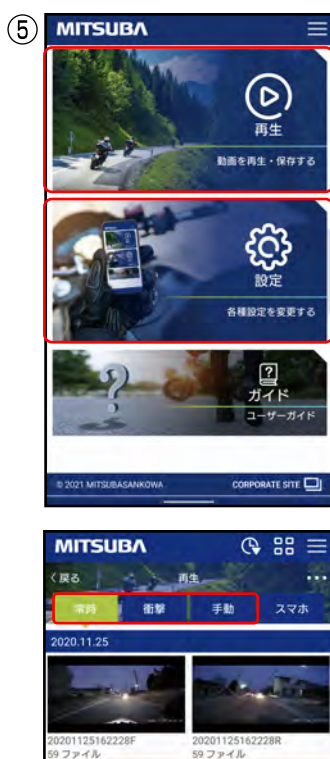 ⑤
MITSUBA
再生
動画を再生・保存する
設定
各種設定を変更する
?
?
ガイド
ユーザーガイド
© 2021 MITSUBASANKOWA
CORPORATE SITE
MITSUBA
〈戻る
再生
...
常時
衝撃
手動
スマホ
2020.11.25
20201125162228F
20201125162228R
59 ファイル
59 ファイル